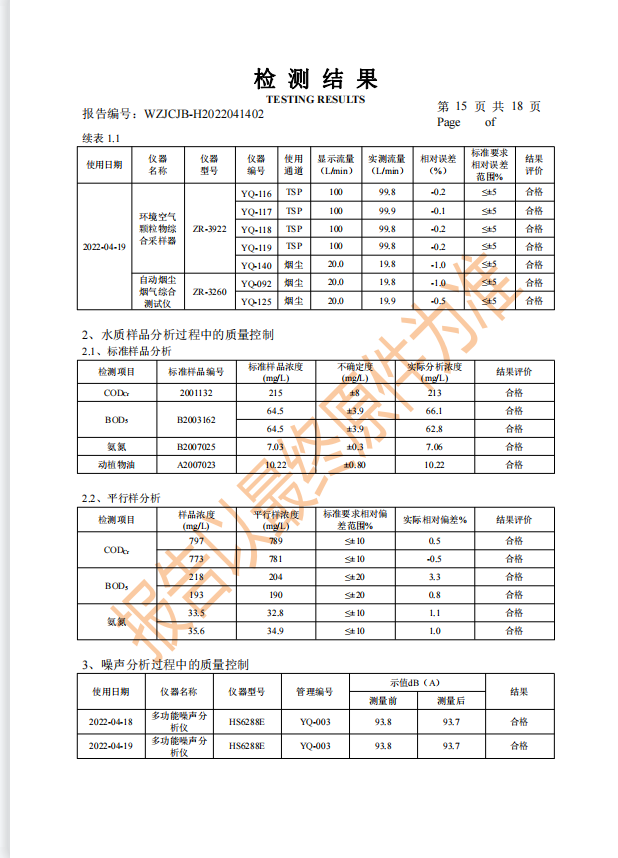 检 测 结 果
TESTING RESULTS
报告编号：WZJCJB-H2022041402
第 15 页 共 18 页
Page of
续表 1.1
使用日期 仪器名称 仪器型号 仪器编号 使用通道 显示流量（L/min） 实测流量（L/min） 相对误差（%） 标准要求相对误差范围% 结果评价
2022-04-19 环境空气颗粒物综合采样器 ZR-3922 YQ-116 TSP 100 99.8 -0.2 ≤±5 合格
YQ-117 TSP 100 99.9 -0.1 ≤±5 合格
YQ-118 TSP 100 99.8 -0.2 ≤±5 合格
YQ-119 TSP 100 99.8 -0.2 ≤±5 合格
YQ-140 烟尘 20.0 19.8 -1.0 ≤±5 合格
自动烟尘烟气综合测试仪 ZR-3260 YQ-092 烟尘 20.0 19.8 -1.0 ≤±5 合格
YQ-125 烟尘 20.0 19.9 -0.5 ≤±5 合格
2、水质样品分析过程中的质量控制
2.1、标准样品分析
检测项目 标准样品编号 标准样品浓度(mg/L) 不确定度(mg/L) 实际分析浓度(mg/L) 结果评价
CODCr 2001132 215 ±8 213 合格
BOD5 B2003162 64.5 ±3.9 66.1 合格
64.5 ±3.9 62.8 合格
氨氮 B2007025 7.03 ±0.3 7.06 合格
动植物油 A2007023 10.22 ±0.80 10.22 合格
2.2、平行样分析
检测项目 样品浓度(mg/L) 平行样浓度(mg/L) 标准要求相对偏差范围% 实际相对偏差% 结果评价
CODCr 797 789 ≤±10 0.5 合格
773 781 ≤±10 -0.5 合格
BOD5 218 204 ≤±20 3.3 合格
193 190 ≤±20 0.8 合格
氨氮 33.5 32.8 ≤±10 1.1 合格
35.6 34.9 ≤±10 1.0 合格
3、噪声分析过程中的质量控制
使用日期 仪器名称 仪器型号 管理编号 示值dB（A） 结果
测量前 测量后
2022-04-18 多功能噪声分析仪 HS6288E YQ-003 93.8 93.7 合格
2022-04-19 多功能噪声分析仪 HS6288E YQ-003 93.8 93.7 合格
报告以最终原件为准